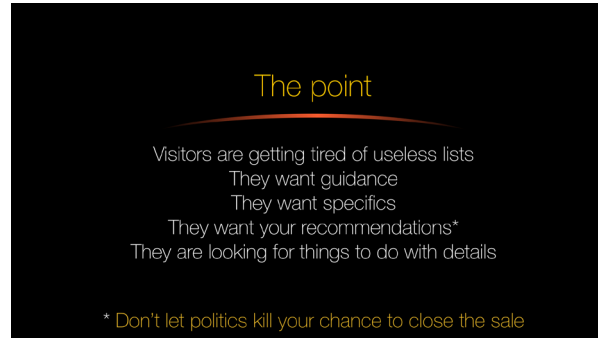 The point
Visitors are getting tired of useless lists
They want guidance
They want specifics
They want your recommendations*
They are looking for things to do with details
* Don't let politics kill your chance to close the sale